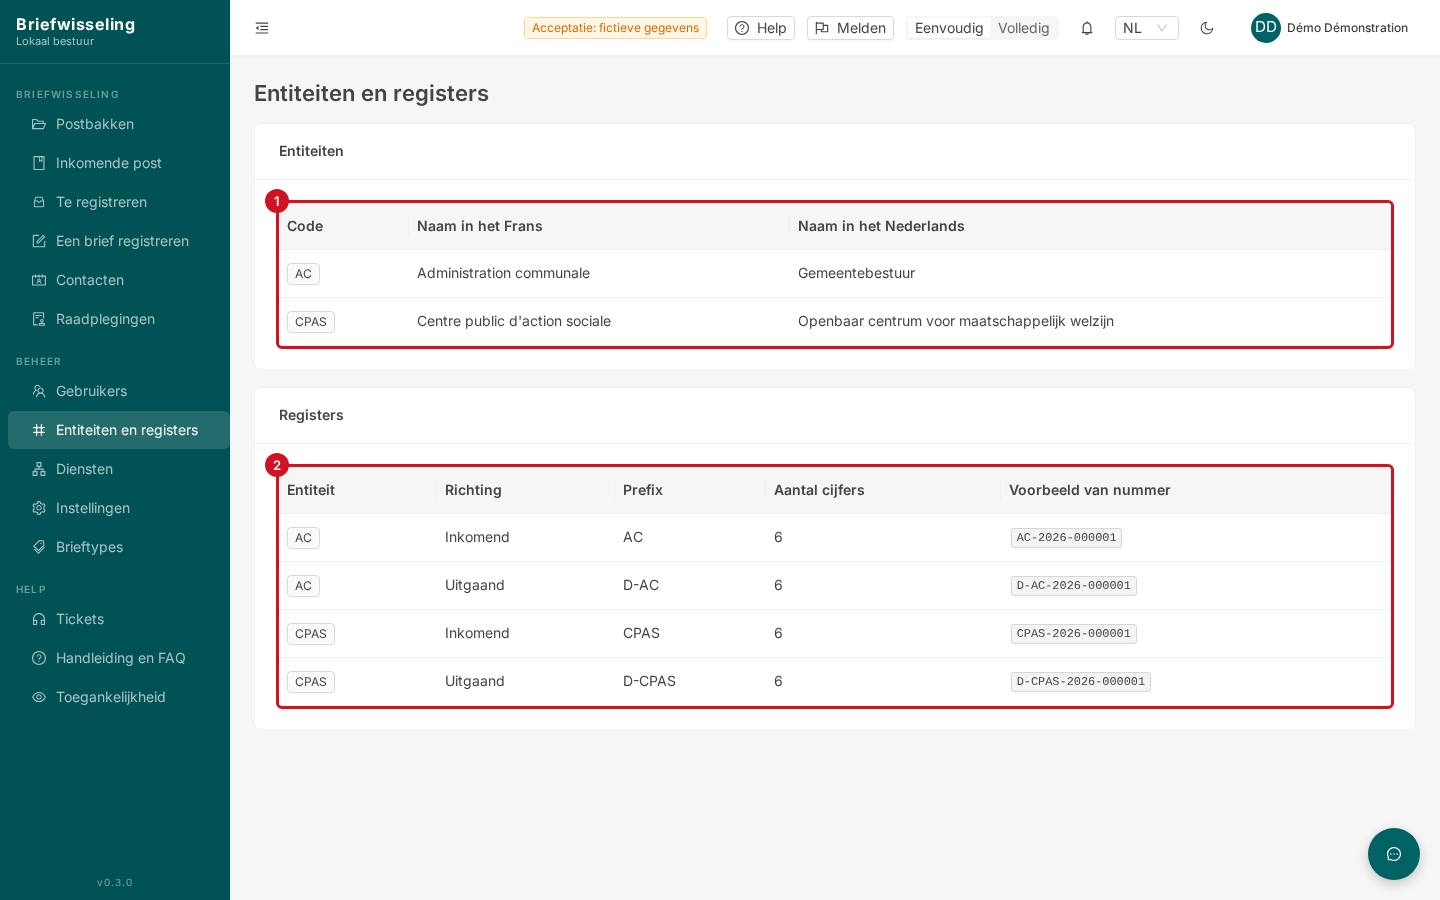 Briefwisseling
Lokaal bestuur
BRIEFWISSELING
Postbakken
Inkomende post
Te registreren
Een brief registreren
Contacten
Raadplegingen
BEHEER
Gebruikers
Entiteiten en registers
Diensten
Instellingen
Brieftypes
HELP
Tickets
Handleiding en FAQ
Toegankelijkheid
v0.3.0
Acceptatie: fictieve gegevens Help Melden Eenvoudig Volledig NL DD Démo Démonstration
Entiteiten en registers
Entiteiten
1
Code Naam in het Frans Naam in het Nederlands
AC Administration communale Gemeentebestuur
CPAS Centre public d'action sociale Openbaar centrum voor maatschappelijk welzijn
Registers
2
Entiteit Richting Prefix Aantal cijfers Voorbeeld van nummer
AC Inkomend AC 6 AC-2026-000001
AC Uitgaand D-AC 6 D-AC-2026-000001
CPAS Inkomend CPAS 6 CPAS-2026-000001
CPAS Uitgaand D-CPAS 6 D-CPAS-2026-000001